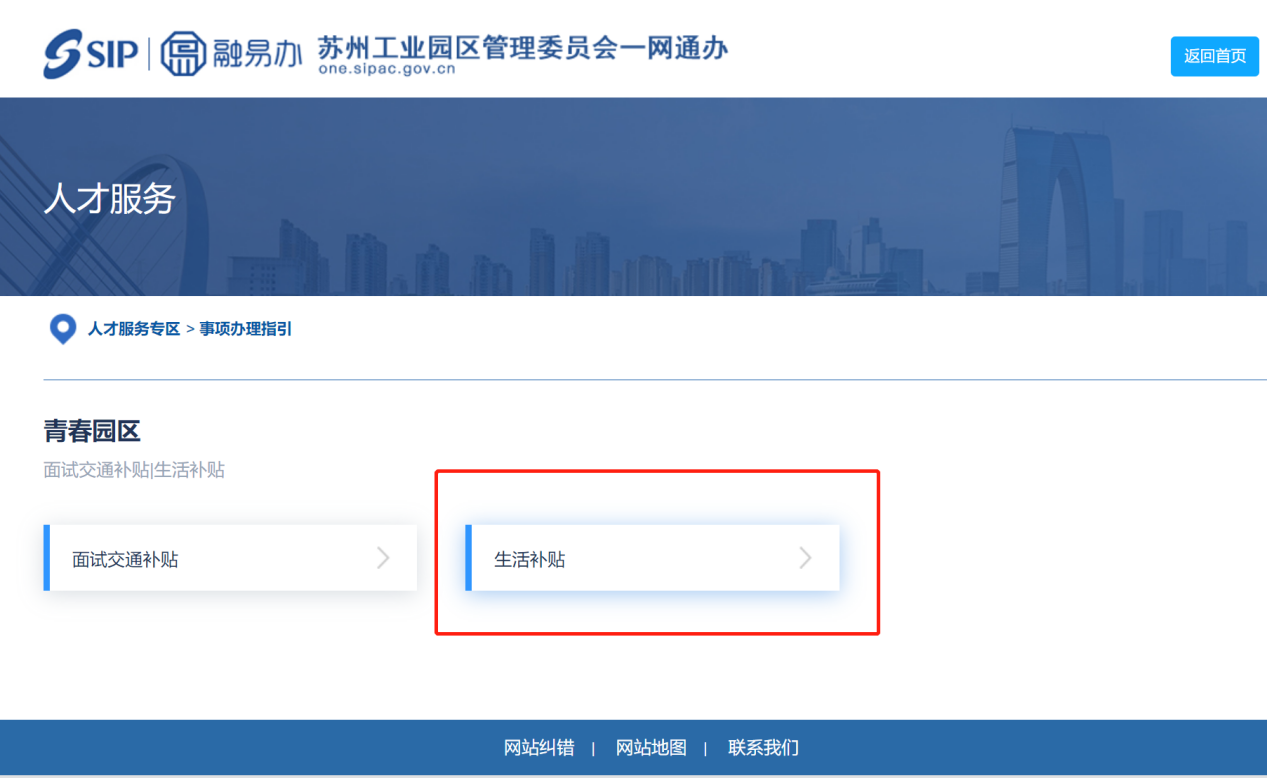 SIP 融易办 苏州工业园区管理委员会一网通办
one.sipac.gov.cn
返回首页
人才服务
人才服务专区 > 事项办理指引
青春园区
面试交通补贴|生活补贴
面试交通补贴
生活补贴
网站纠错 | 网站地图 | 联系我们